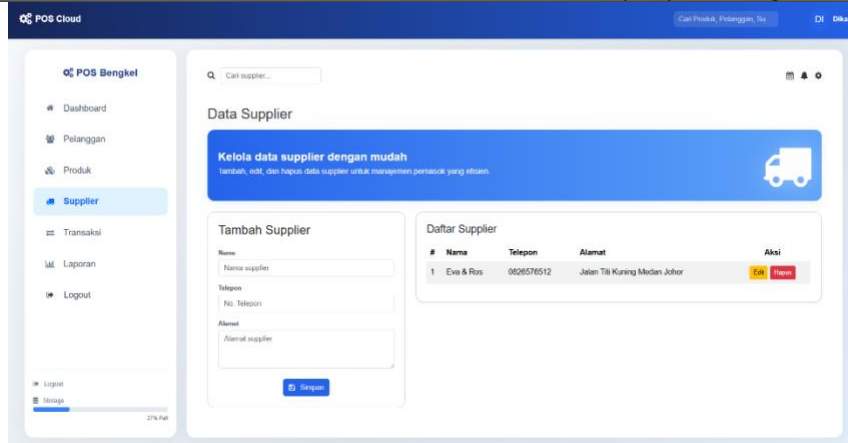 POS Cloud
Cari Produk, Pelanggan, Su
DI Dika
POS Bengkel
Dashboard
Pelanggan
Produk
Supplier
Transaksi
Laporan
Logout
Logout
Storage
27% Full
Cari supplier...
Data Supplier
Kelola data supplier dengan mudah
Tambah, edit, dan hapus data supplier untuk manajemen pemasok yang efisien.
Tambah Supplier
Nama
Nama supplier
Telepon
No. Telepon
Alamat
Alamat supplier
Simpan
Daftar Supplier
# Nama Telepon Alamat Aksi
1 Eva & Ros 0826576512 Jalan Titi Kuning Medan Johor Edit Hapus